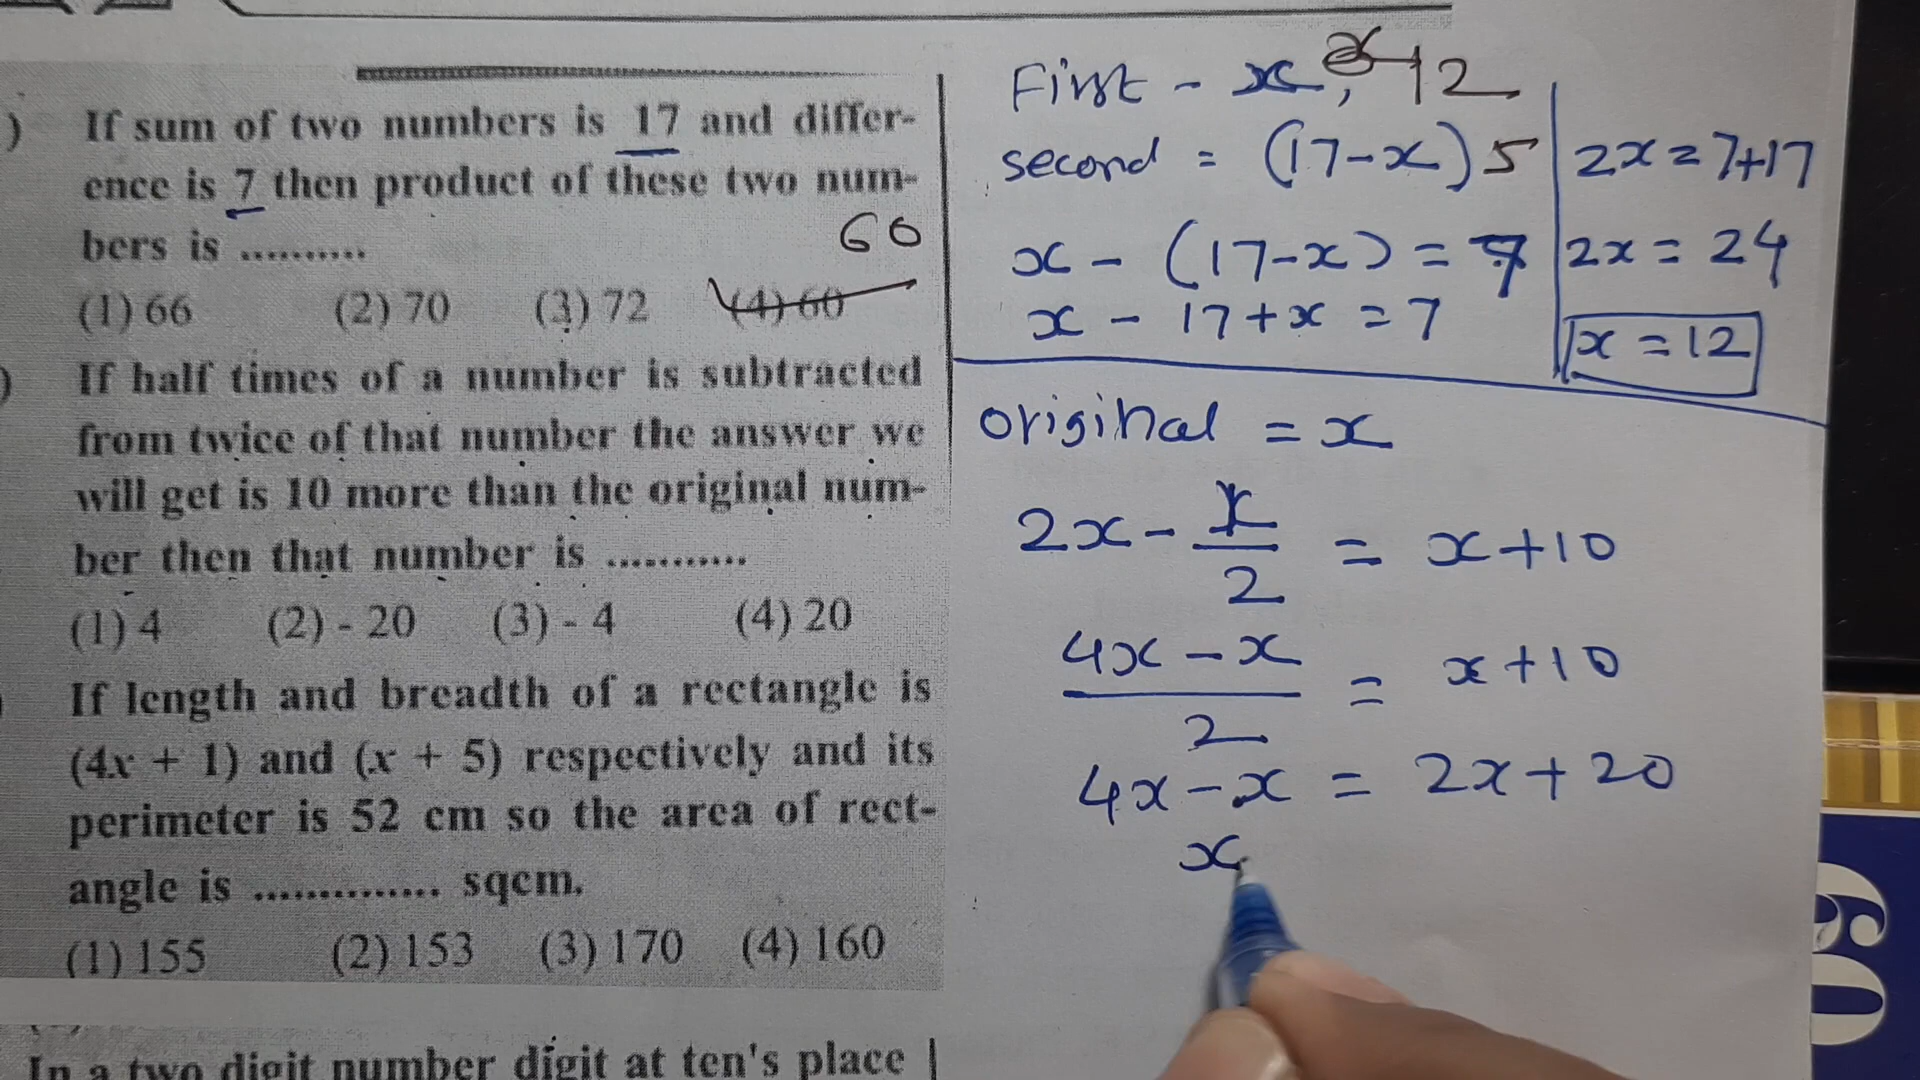 ) If sum of two numbers is 17 and differ-
ence is 7 then product of these two num-
bers is ..........
60
(1) 66 (2) 70 (3) 72 (4) 60
) If half times of a number is subtracted
from twice of that number the answer we
will get is 10 more than the original num-
ber then that number is ...........
(1) 4 (2) - 20 (3) - 4 (4) 20
If length and breadth of a rectangle is
(4x + 1) and (x + 5) respectively and its
perimeter is 52 cm so the area of rect-
angle is .............. sqcm.
(1) 155 (2) 153 (3) 170 (4) 160
In a two digit number digit at ten's place
First - x, 12
second = (17-x) 5
x - (17-x) = 7
x - 17+x = 7
2x = 7+17
2x = 24
x = 12
original = x
2x - x/2 = x+10
4x - x/2 = x+10
4x - x = 2x + 20
x
60